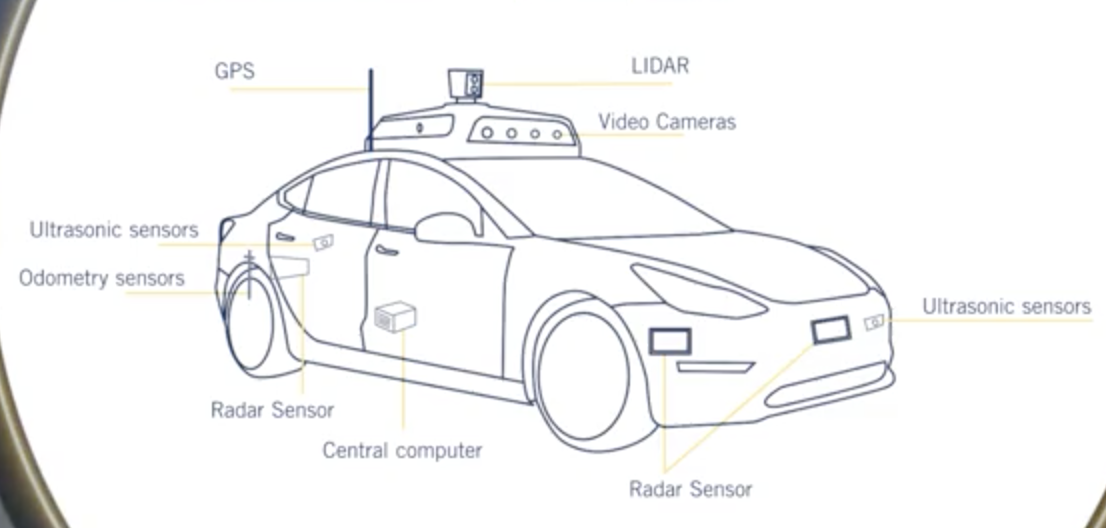 GPS
LIDAR
Video Cameras
Ultrasonic sensors
Odometry sensors
Ultrasonic sensors
Radar Sensor
Central computer
Radar Sensor